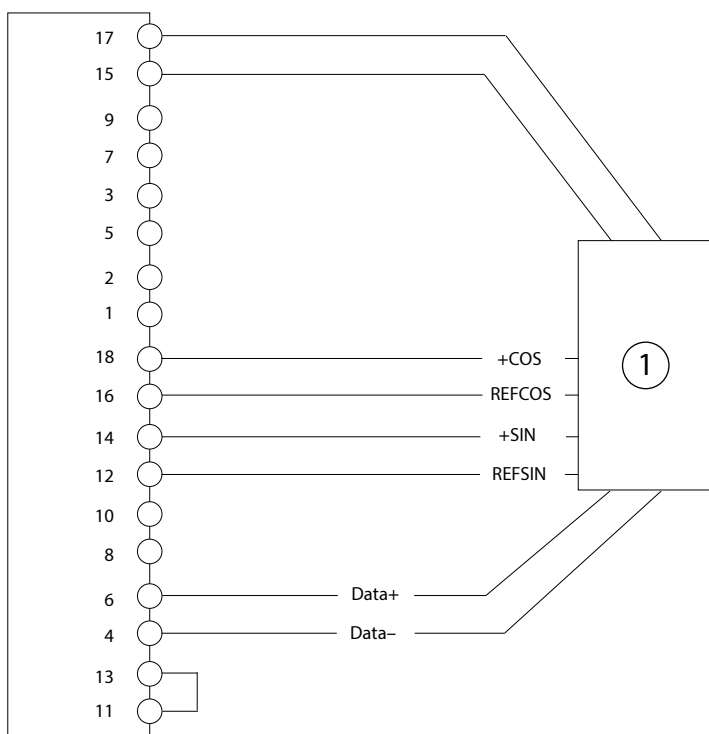 17
15
9
7
3
5
2
1
18 +COS
16 REFCOS
1
14 +SIN
12 REFSIN
10
8
6 Data+
4 Data–
13
11